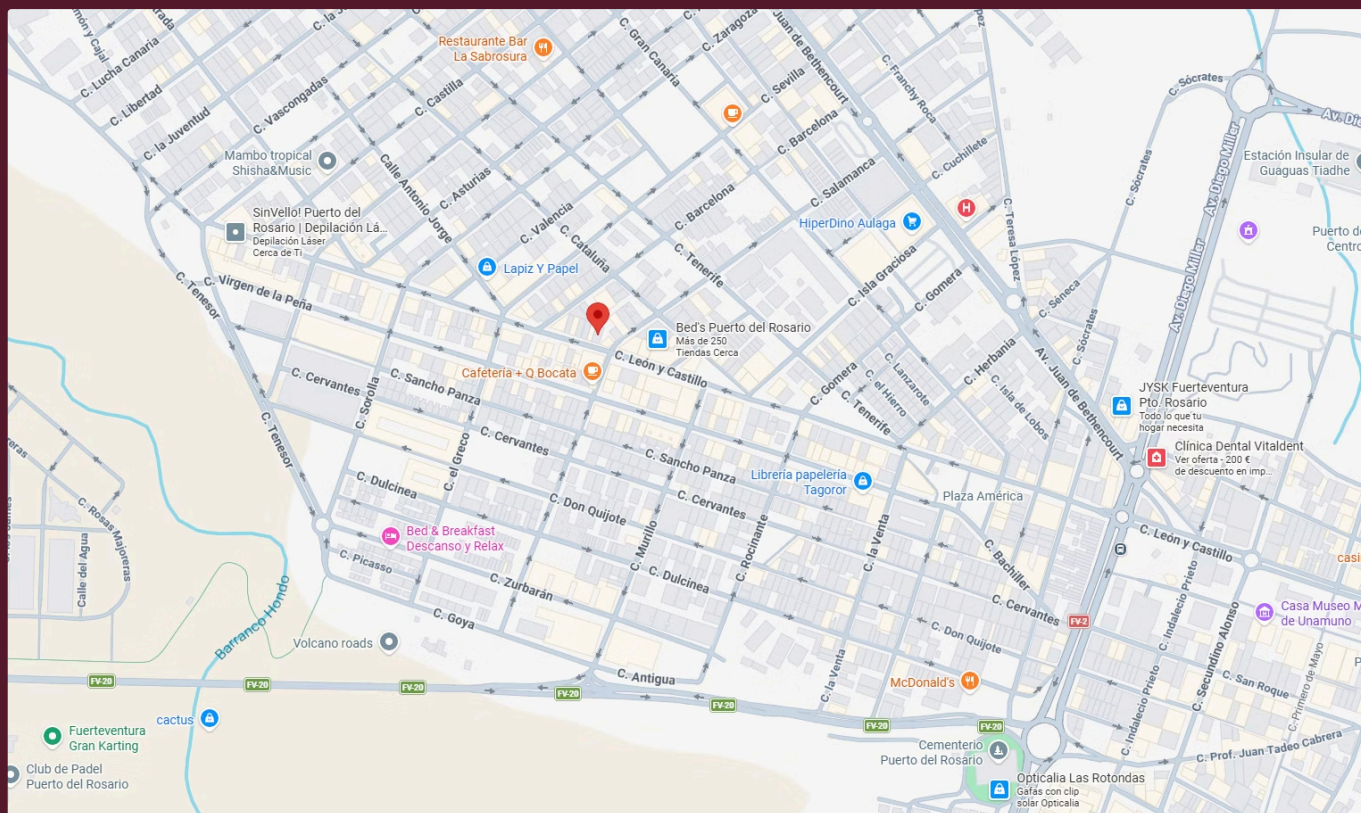 C. Lucha Canaria
C. Libertad
C. la Juventud
C. Vascongadas
C. Castilla
Restaurante Bar
La Sabrosura
C. Gran Canaria
C. Zaragoza
Juan de Bethencourt
C. Franchy Roca
C. Sevilla
C. Barcelona
C. Salamanca
C. Cuchillete
C. Sócrates
Av. Diego Miller
Estación Insular de
Guaguas Tiadhe
C. Sócrates
Av. Diego Miller
Mambo tropical
Shisha&Music
Calle Antonio Jorge
C. Asturias
C. Valencia
C. Cataluña
C. Barcelona
C. Tenerife
HiperDino Aulaga
H
C. Teresa López
SinVello! Puerto del
Rosario | Depilación Lá...
Depilación Láser
Cerca de Ti
Lapiz Y Papel
C. Isla Graciosa
C. Gomera
C. Séneca
C. Sócrates
Av. Diego Miller
C. Tenesor
C. Virgen de la Peña
Bed's Puerto del Rosario
Más de 250
Tiendas Cerca
C. León y Castillo
Cafetería + Q Bocata
C. Cervantes
C. Sorolla
C. Sancho Panza
C. Gomera
C. Tenerife
C. el Hierro
C. Lanzarote
C. Herbania
C. Isla de Lobos
Av. Juan de Bethencourt
JYSK Fuerteventura
Pto. Rosario
Todo lo que tu
hogar necesita
Clínica Dental Vitaldent
Ver oferta - 200 €
de descuento en imp...
C. Tenesor
C. el Greco
C. Cervantes
C. Sancho Panza
Librería papelería
Tagoror
Plaza América
C. Dulcinea
C. Don Quijote
C. Cervantes
C. Murillo
C. Rocinante
C. la Venta
C. Bachiller
C. León y Castillo
C. Rosas Majoreras
Calle del Agua
Bed & Breakfast
Descanso y Relax
C. Picasso
C. Zurbarán
C. Dulcinea
C. Goya
C. Cervantes
FV-2
C. Indalecio Prieto
C. Secundino Alonso
Casa Museo M
de Unamuno
Barranco Hondo
Volcano roads
C. Don Quijote
C. Antigua
C. la Venta
McDonald's
C. Indalecio Prieto
C. San Roque
C. Primero de Mayo
FV-20
FV-20
FV-20
FV-20
FV-20
FV-20
FV-20
cactus
Fuerteventura
Gran Karting
Club de Padel
Puerto del Rosario
Cementerio
Puerto del Rosario
C. Prof. Juan Tadeo Cabrera
Opticalia Las Rotondas
Gafas con clip
solar Opticalia